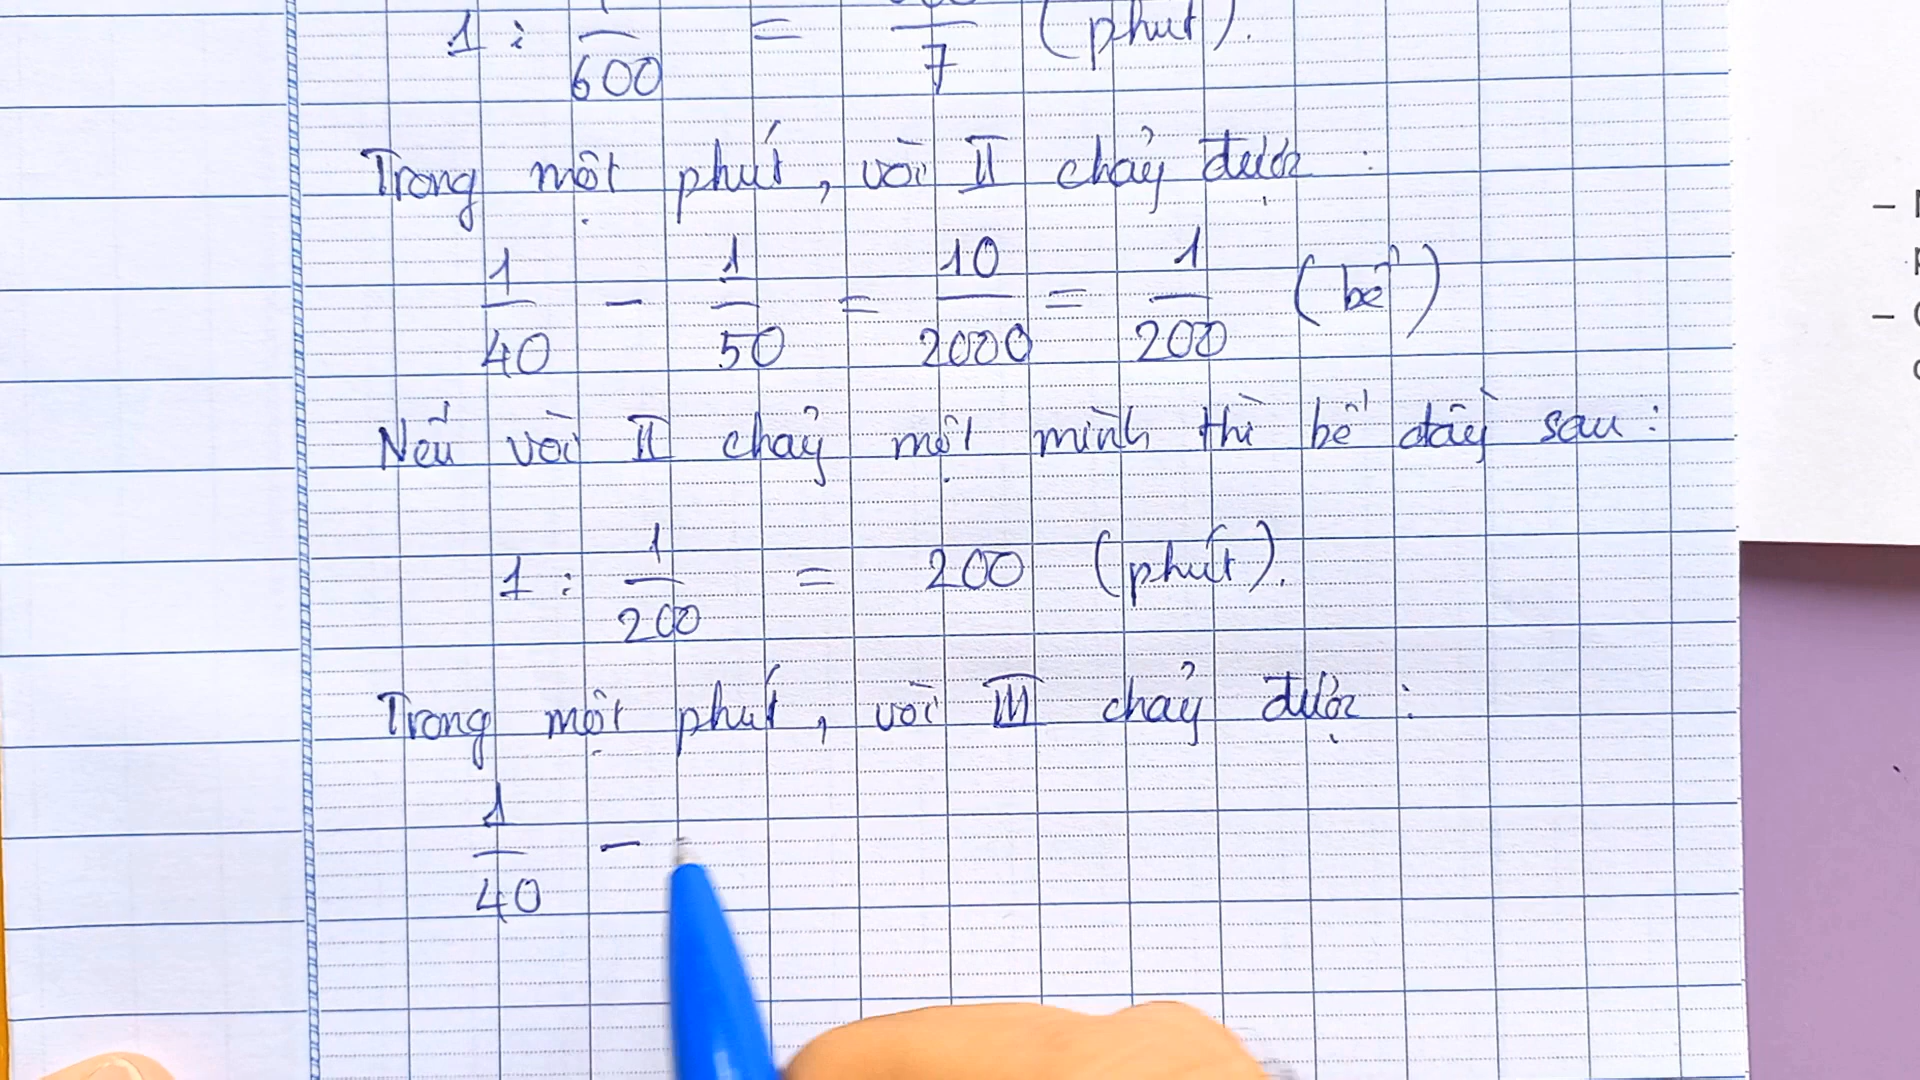 1 : /600 = /7 (phút).
Trong một phút, vòi II chảy được :
1/40 - 1/50 = 10/2000 = 1/200 (bể)
Nếu vòi II chảy một mình thì bể đầy sau :
1 : 1/200 = 200 (phút).
Trong một phút, vòi III chảy được :
1/40 -